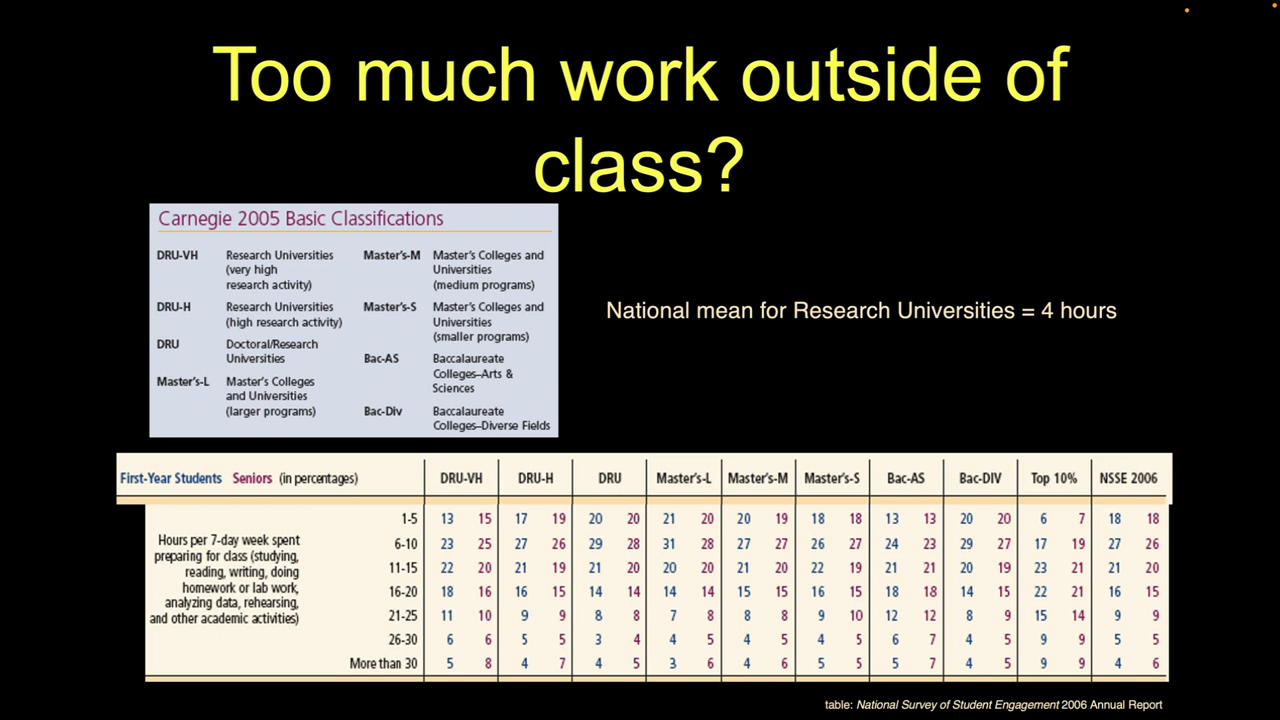 Too much work outside of
class?
Carnegie 2005 Basic Classifications
DRU-VH Research Universities
(very high
research activity)
DRU-H Research Universities
(high research activity)
DRU Doctoral/Research
Universities
Master's-L Master's Colleges
and Universities
(larger programs)
Master's-M Master's Colleges and
Universities
(medium programs)
Master's-S Master's Colleges and
Universities
(smaller programs)
Bac-AS Baccalaureate
Colleges–Arts &
Sciences
Bac-Div Baccalaureate
Colleges–Diverse Fields
National mean for Research Universities = 4 hours
First-Year Students Seniors (in percentages) DRU-VH DRU-H DRU Master's-L Master's-M Master's-S Bac-AS Bac-DIV Top 10% NSSE 2006
Hours per 7-day week spent
preparing for class (studying,
reading, writing, doing
homework or lab work,
analyzing data, rehearsing,
and other academic activities)
1-5 13 15 17 19 20 20 21 20 20 19 18 18 13 13 20 20 6 7 18 18
6-10 23 25 27 26 29 28 31 28 27 27 26 27 24 23 29 27 17 19 27 26
11-15 22 20 21 19 21 20 20 20 21 20 22 19 21 21 20 19 23 21 21 20
16-20 18 16 16 15 14 14 14 14 15 15 16 15 18 18 14 15 22 21 16 15
21-25 11 10 9 9 8 8 7 8 8 8 9 10 12 12 8 9 15 14 9 9
26-30 6 6 5 5 3 4 4 5 4 5 4 5 6 7 4 5 9 9 5 5
More than 30 5 8 4 7 4 5 3 6 4 6 5 5 5 7 4 5 9 9 4 6
table: National Survey of Student Engagement 2006 Annual Report